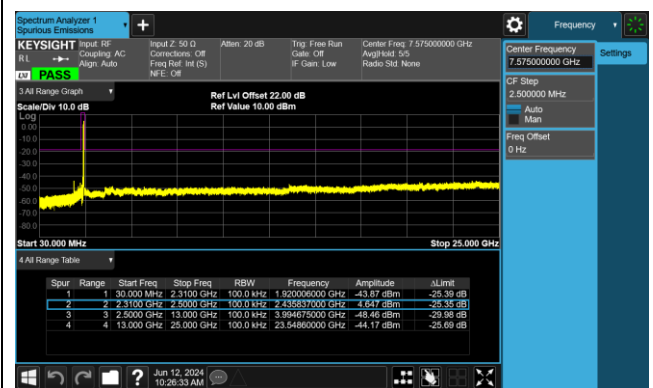 Spectrum Analyzer 1
Spurious Emissions
Frequency
KEYSIGHT Input: RF Input Z: 50 Ω Atten: 20 dB Trig: Free Run Center Freq: 7.575000000 GHz
RL Coupling: AC Corrections: Off Gate: Off Avg|Hold: 5/5
Align: Auto Freq Ref: Int (S) IF Gain: Low Radio Std: None
LXI PASS NFE: Off
Center Frequency
7.575000000 GHz
Settings
CF Step
2.500000 MHz
Auto
Man
Freq Offset
0 Hz
3 All Range Graph
Ref Lvl Offset 22.00 dB
Scale/Div 10.0 dB Ref Value 10.00 dBm
Log
0.00
-10.0
-20.0
-30.0
-40.0
-50.0
-60.0
-70.0
-80.0
Start 30.000 MHz Stop 25.000 GHz
4 All Range Table
Spur Range Start Freq Stop Freq RBW Frequency Amplitude ΔLimit
1 1 30.000 MHz 2.3100 GHz 100.0 kHz 1.920006000 GHz -43.87 dBm -25.39 dB
2 2 2.3100 GHz 2.5000 GHz 100.0 kHz 2.435837000 GHz 4.647 dBm -25.35 dB
3 3 2.5000 GHz 13.000 GHz 100.0 kHz 3.994675000 GHz -48.46 dBm -29.98 dB
4 4 13.000 GHz 25.000 GHz 100.0 kHz 23.54860000 GHz -44.17 dBm -25.69 dB
Jun 12, 2024
10:26:33 AM